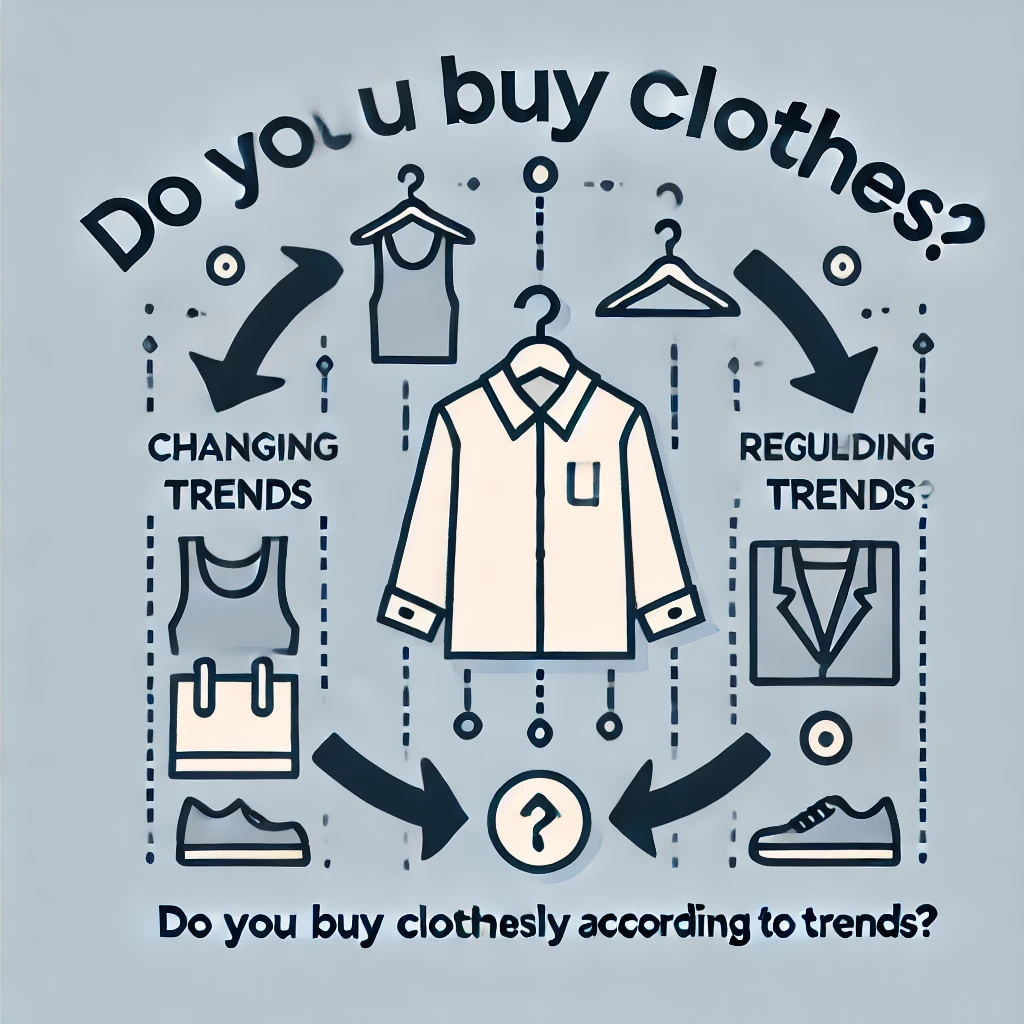 Do you u buy clothes?
CHANGING
TRENDS
REGULDING
TRENDS
?
Do you buy clothesly according to trends?